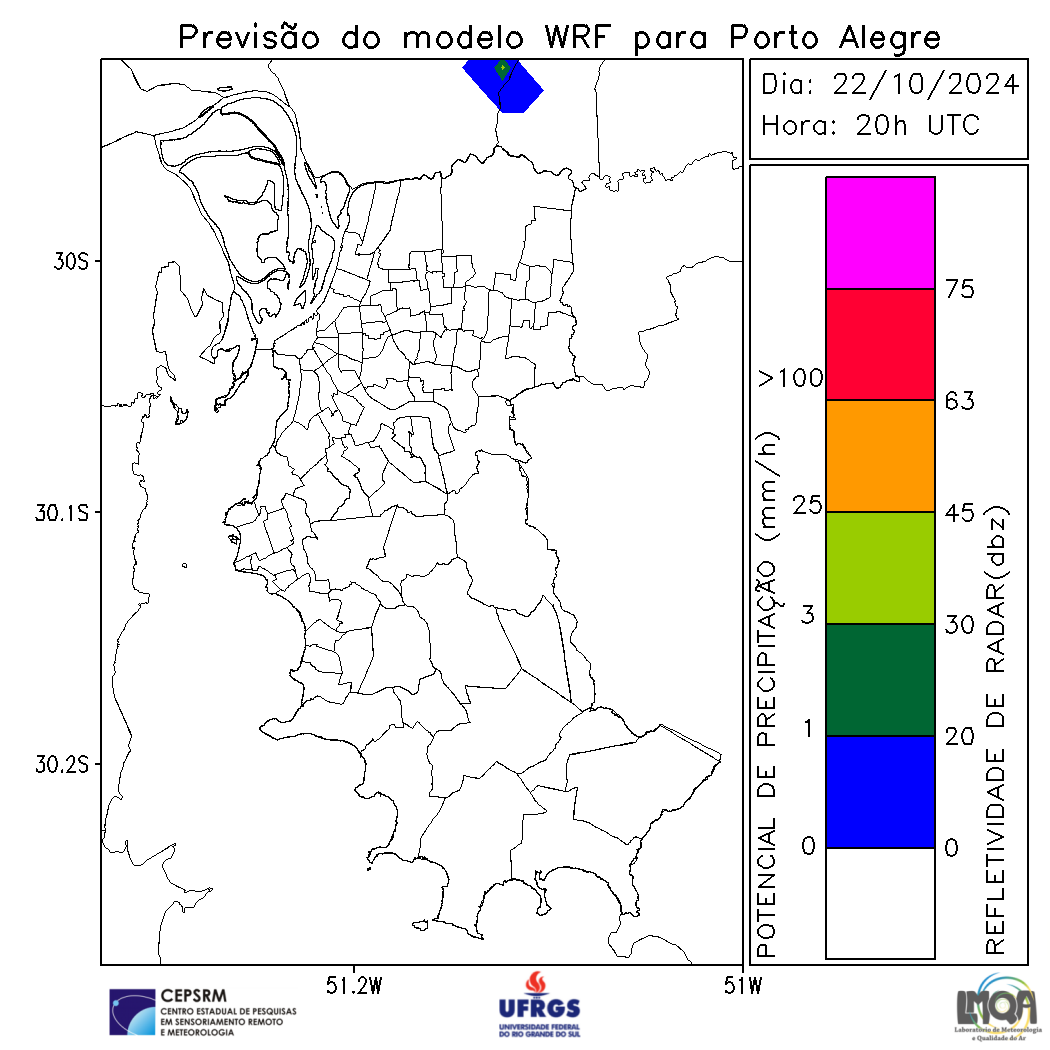 Previsão do modelo WRF para Porto Alegre
Dia: 22/10/2024
Hora: 20h UTC
30S
30.1S
30.2S
51.2W
51W
POTENCIAL DE PRECIPITAÇÃO (mm/h)
>100
25
3
1
0
75
63
45
30
20
0
REFLETIVIDADE DE RADAR(dbz)
CEPSRM
CENTRO ESTADUAL DE PESQUISAS
EM SENSORIAMENTO REMOTO
E METEOROLOGIA
UFRGS
UNIVERSIDADE FEDERAL
DO RIO GRANDE DO SUL
LMQA
Laboratório de Meteorologia
e Qualidade do Ar